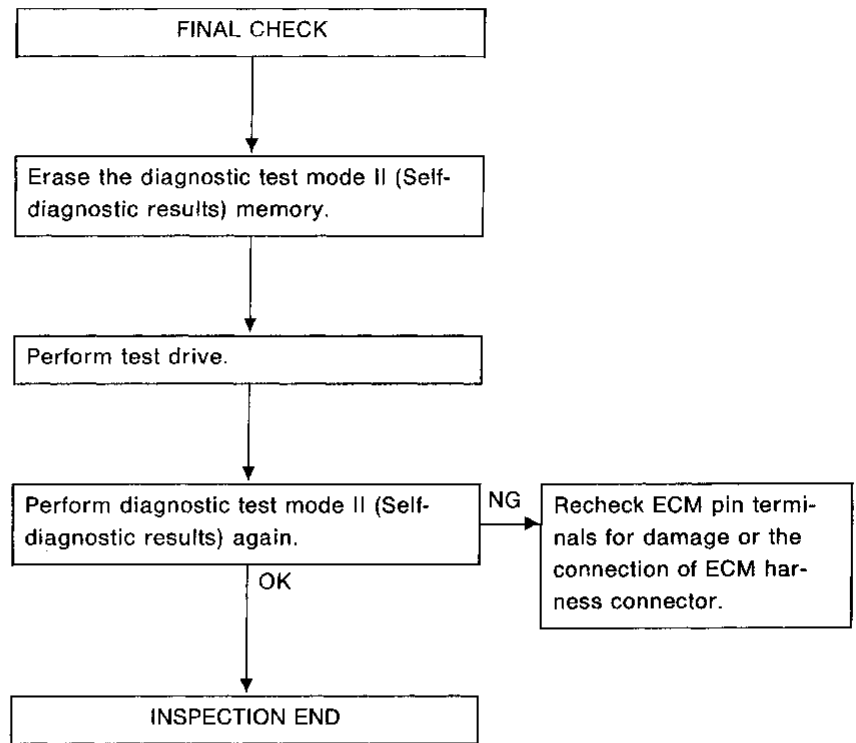 FINAL CHECK
Erase the diagnostic test mode II (Self-
diagnostic results) memory.
Perform test drive.
Perform diagnostic test mode II (Self-
diagnostic results) again.
NG
Recheck ECM pin termi-
nals for damage or the
connection of ECM har-
ness connector.
OK
INSPECTION END